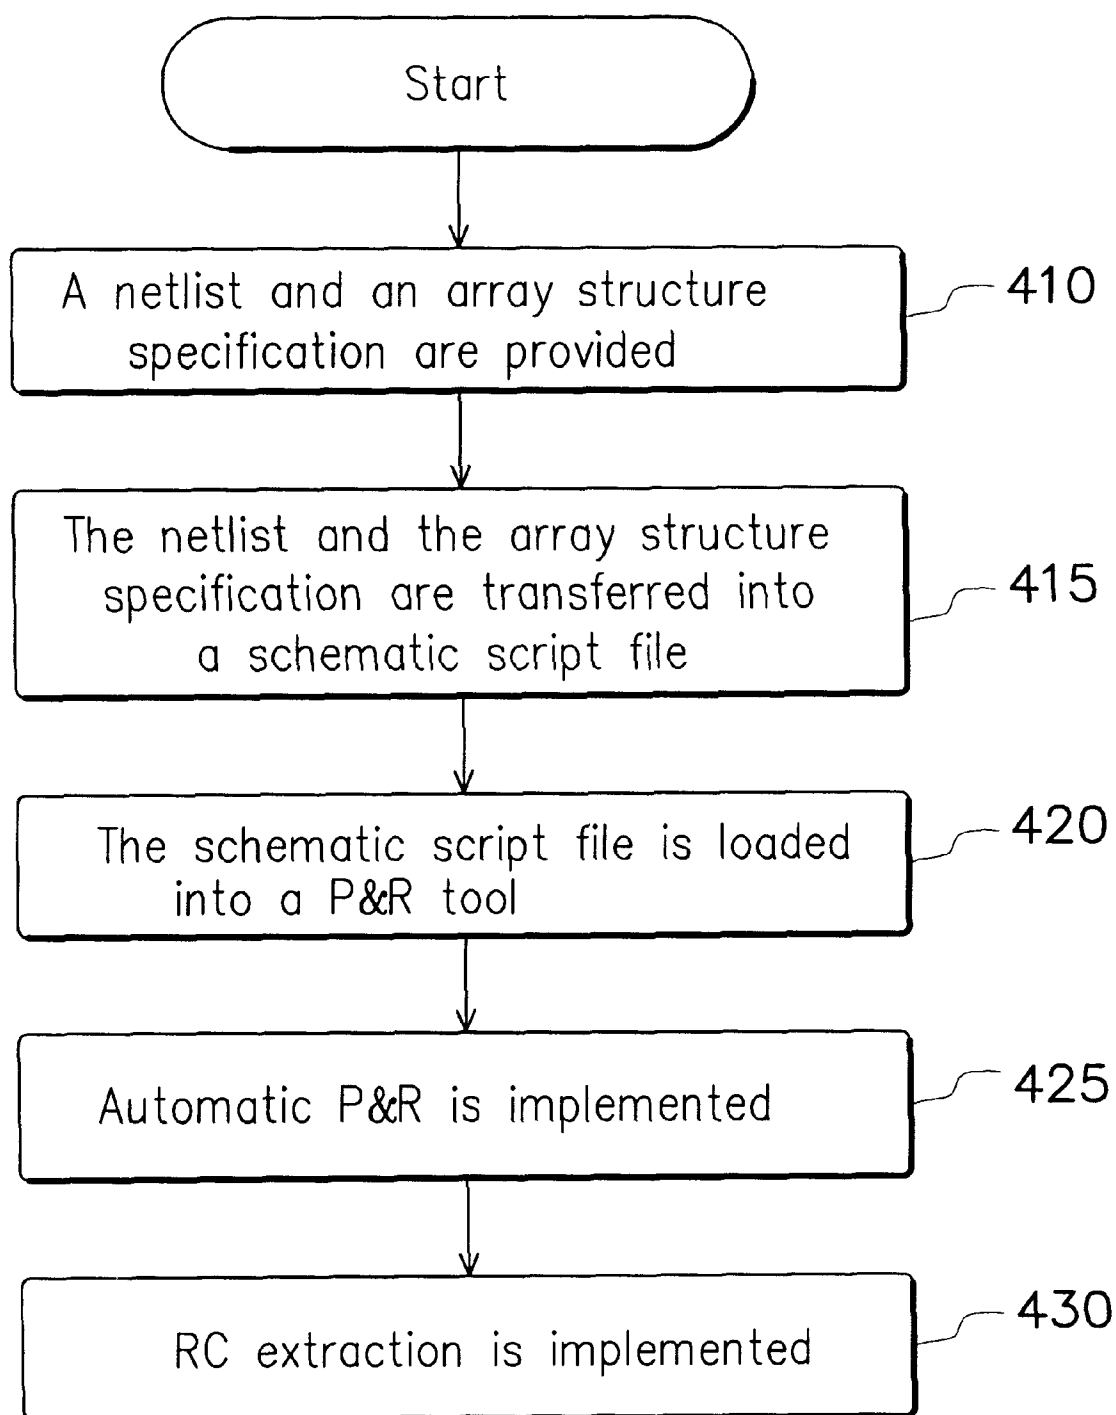 Start
A netlist and an array structure
specification are provided
410
The netlist and the array structure
specification are transferred into
a schematic script file
415
The schematic script file is loaded
into a P&R tool
420
Automatic P&R is implemented
425
RC extraction is implemented
430